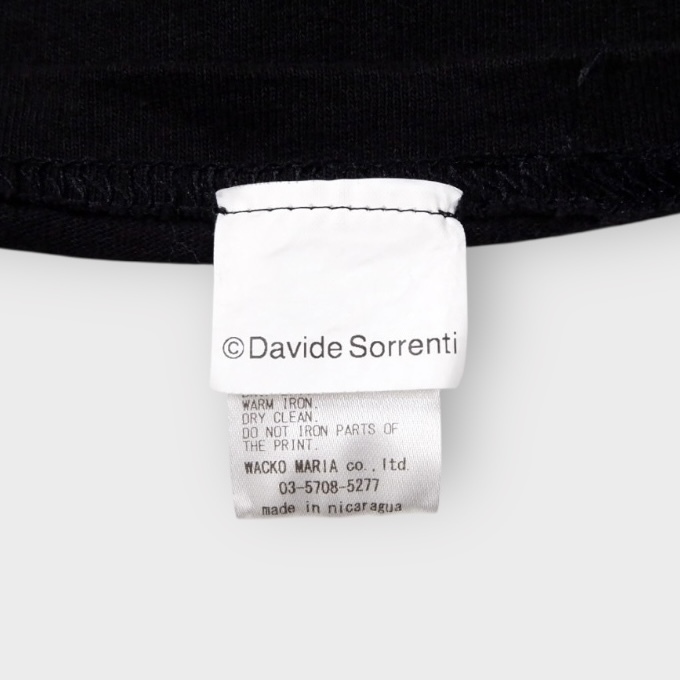 ©Davide Sorrenti
WARM IRON.
DRY CLEAN.
DO NOT IRON PARTS OF
THE PRINT.
WACKO MARIA co., ltd.
03-5708-5277
made in nicaragua